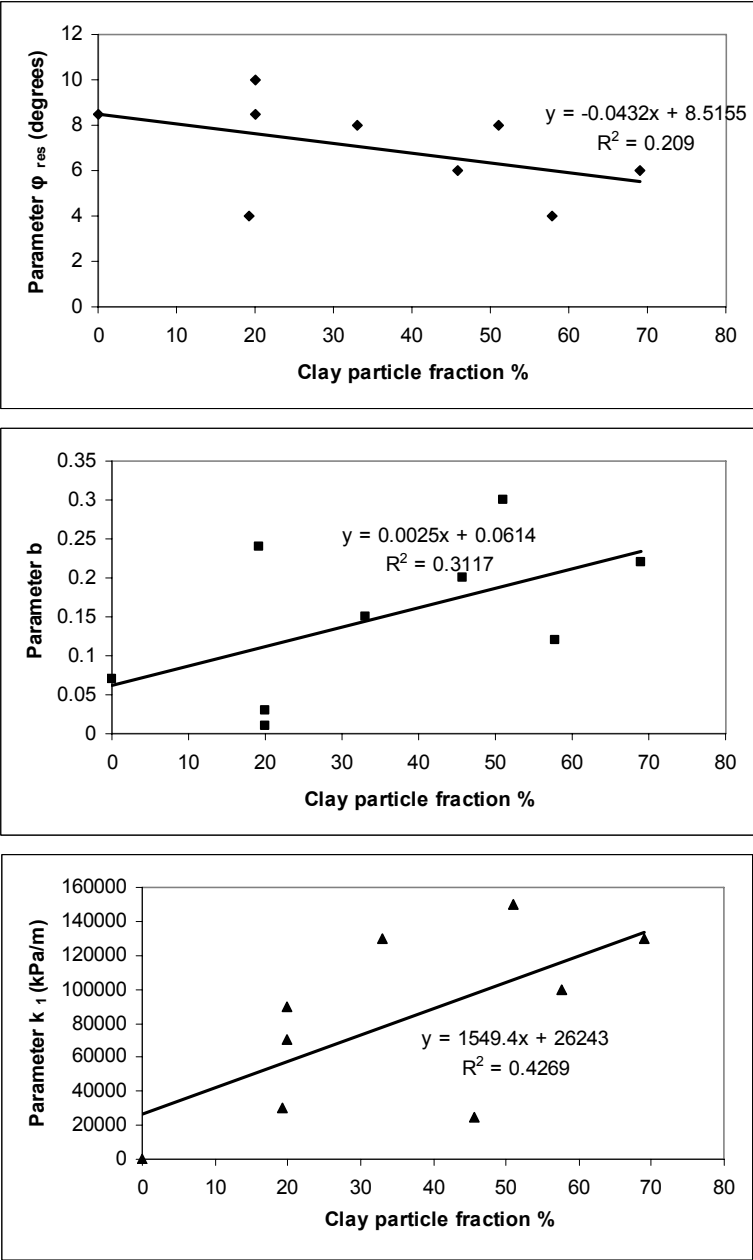 12
10
8
6
4
2
0
Parameter φ res (degrees)
y = -0.0432x + 8.5155
R² = 0.209
0 10 20 30 40 50 60 70 80
Clay particle fraction %
0.35
0.3
0.25
0.2
0.15
0.1
0.05
0
Parameter b
y = 0.0025x + 0.0614
R² = 0.3117
0 10 20 30 40 50 60 70 80
Clay particle fraction %
160000
140000
120000
100000
80000
60000
40000
20000
0
Parameter k 1 (kPa/m)
y = 1549.4x + 26243
R² = 0.4269
0 10 20 30 40 50 60 70 80
Clay particle fraction %